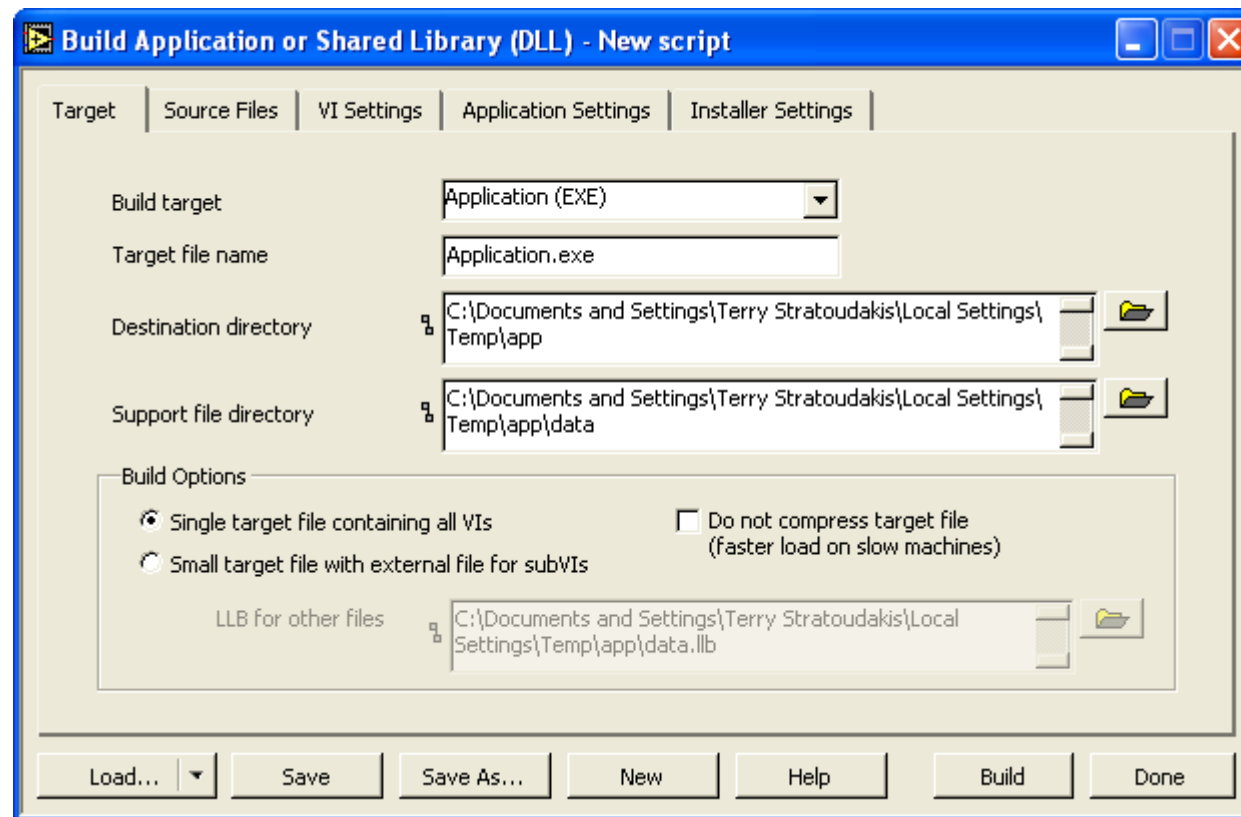 Build Application or Shared Library (DLL) - New script
Target
Source Files
VI Settings
Application Settings
Installer Settings
Build target
Application (EXE)
Target file name
Application.exe
Destination directory
C:\Documents and Settings\Terry Stratoudakis\Local Settings\
Temp\app
Support file directory
C:\Documents and Settings\Terry Stratoudakis\Local Settings\
Temp\app\data
Build Options
Single target file containing all VIs
Small target file with external file for subVIs
Do not compress target file
(faster load on slow machines)
LLB for other files
C:\Documents and Settings\Terry Stratoudakis\Local
Settings\Temp\app\data.llb
Load...
Save
Save As...
New
Help
Build
Done